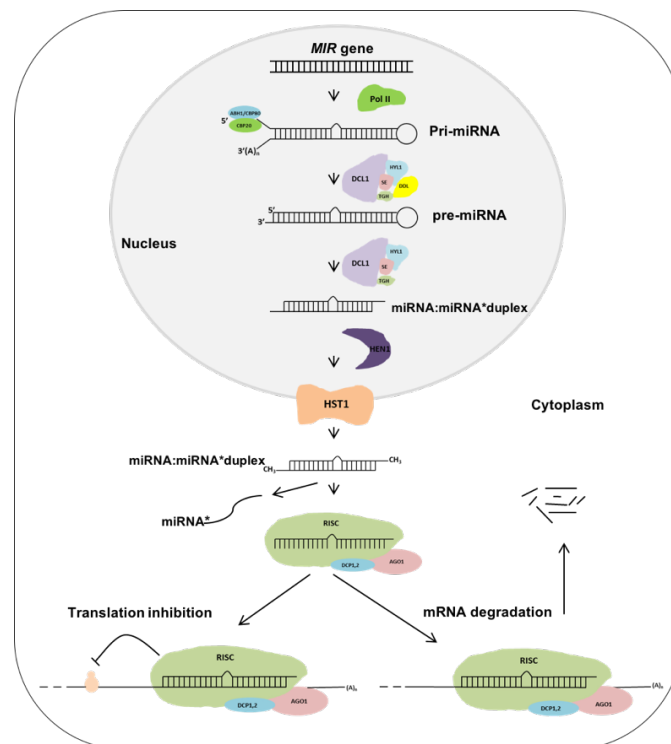 MIR gene
Pol II
ABH1/CBP80
5'
CBP20
Pri-miRNA
3'(A)n
HYL1
DCL1
SE
DDL
TGH
5'
3'
pre-miRNA
Nucleus
HYL1
DCL1
SE
TGH
miRNA:miRNA*duplex
HEN1
HST1
Cytoplasm
miRNA:miRNA*duplex
CH3
CH3
miRNA*
RISC
DCP1,2
AGO1
Translation inhibition
mRNA degradation
RISC
(A)n
DCP1,2
AGO1
RISC
(A)n
DCP1,2
AGO1